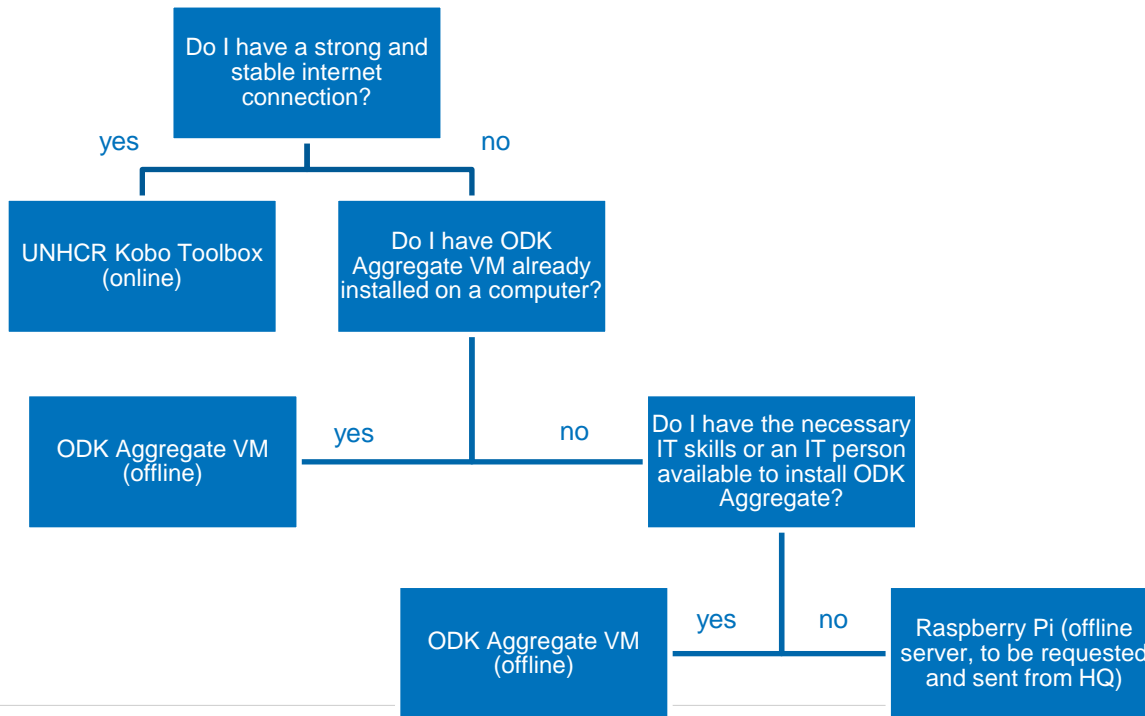 Do I have a strong and
stable internet
connection?
yes
no
UNHCR Kobo Toolbox
(online)
Do I have ODK
Aggregate VM already
installed on a computer?
ODK Aggregate VM
(offline)
yes
no
Do I have the necessary
IT skills or an IT person
available to install ODK
Aggregate?
ODK Aggregate VM
(offline)
yes
no
Raspberry Pi (offline
server, to be requested
and sent from HQ)